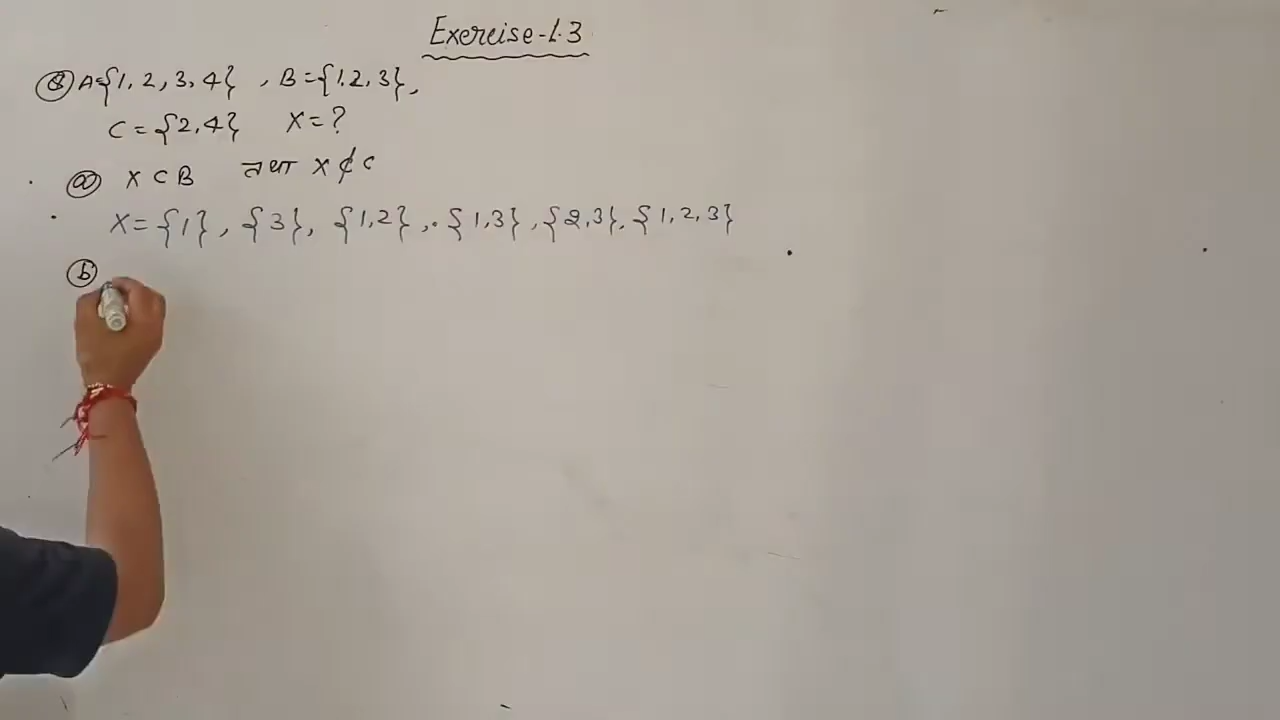 Exercise-1.3
Ⓠ A={1, 2, 3, 4} , B={1,2,3},
C = {2,4} X=?
ⓐ X ⊂ B तथा X ⊄ C
X= {1} , {3}, {1,2} , {1,3} , {2,3}, {1,2,3}
ⓑ